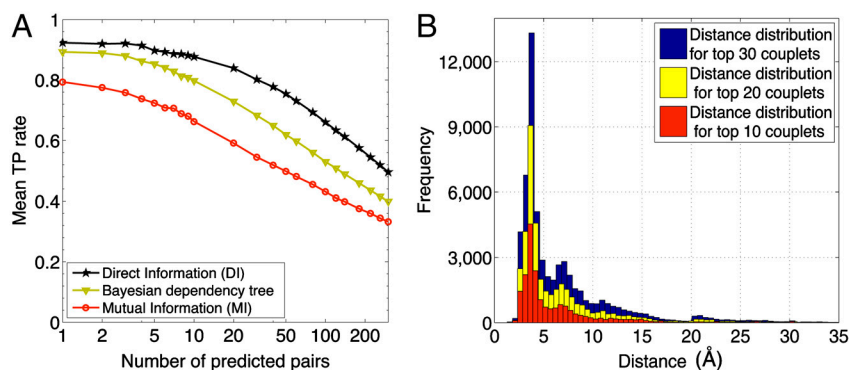 A
Mean TP rate
1
0.8
0.6
0.4
0.2
0
Direct Information (DI)
Bayesian dependency tree
Mutual Information (MI)
1 2 5 10 20 50 100 200
Number of predicted pairs
B
Frequency
12,000
9,000
6,000
3,000
0
Distance distribution
for top 30 couplets
Distance distribution
for top 20 couplets
Distance distribution
for top 10 couplets
0 5 10 15 20 25 30 35
Distance (Å)